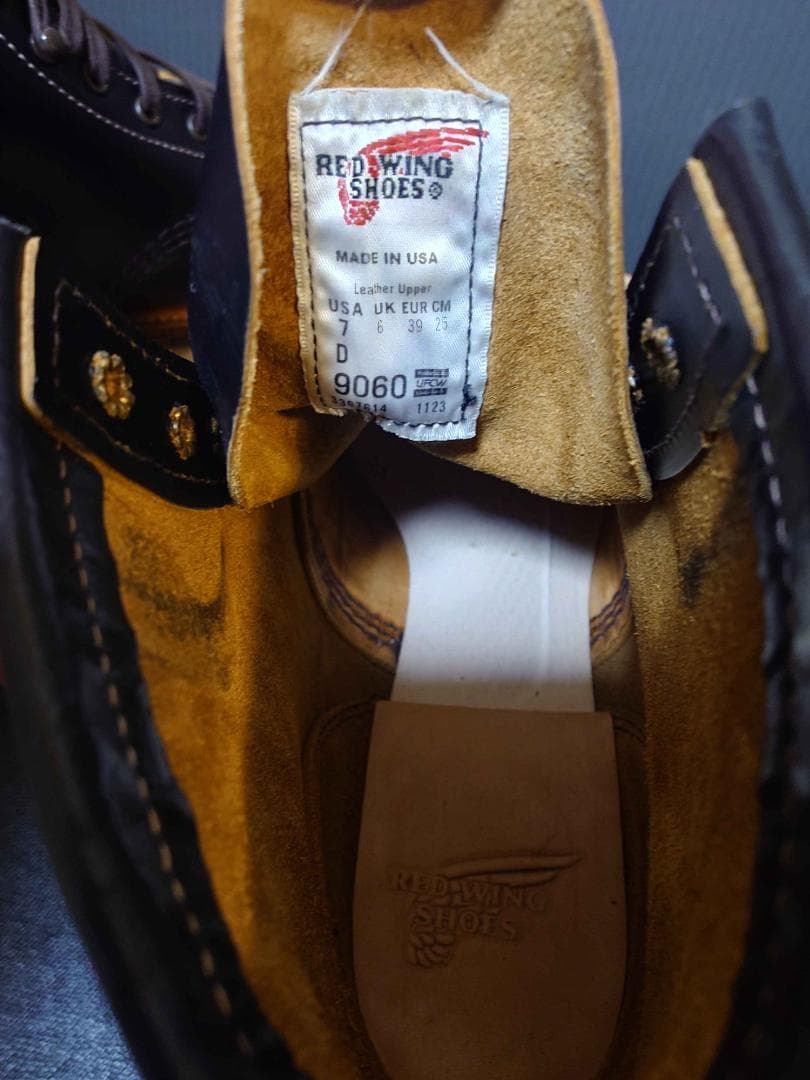 RED WING
SHOES®
MADE IN USA
Leather Upper
USA UK EUR CM
7 6 39 25
D
9060
UFCW
1123
RED WING
SHOES